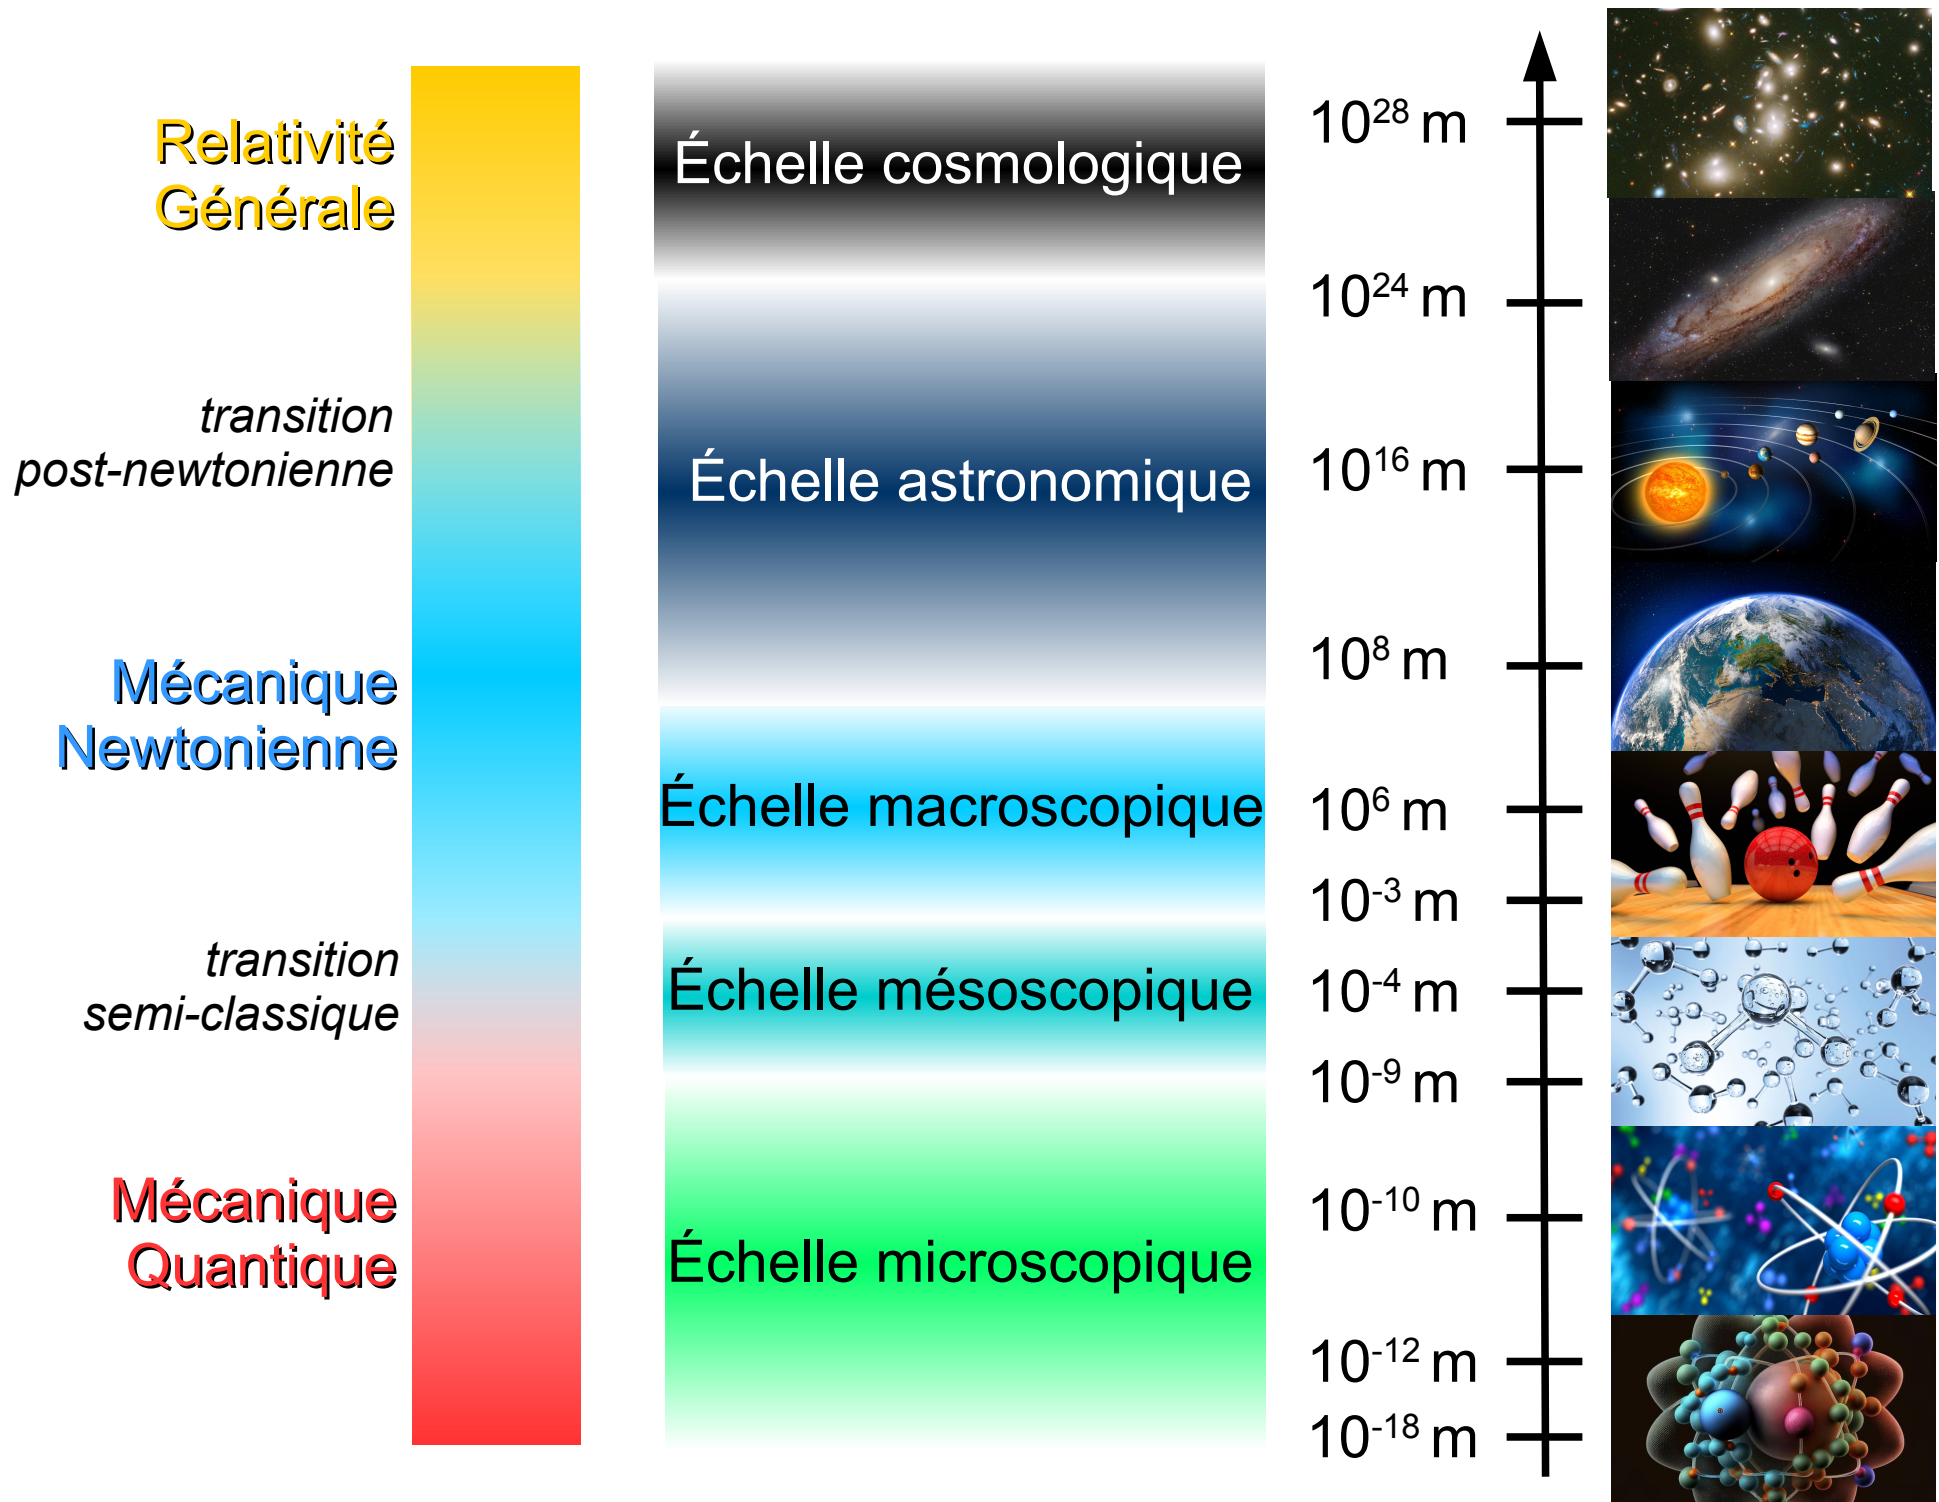 Relativité
Générale
transition
post-newtonienne
Mécanique
Newtonienne
transition
semi-classique
Mécanique
Quantique
Échelle cosmologique
Échelle astronomique
Échelle macroscopique
Échelle mésoscopique
Échelle microscopique
10²⁸ m
10²⁴ m
10¹⁶ m
10⁸ m
10⁶ m
10⁻³ m
10⁻⁴ m
10⁻⁹ m
10⁻¹⁰ m
10⁻¹² m
10⁻¹⁸ m